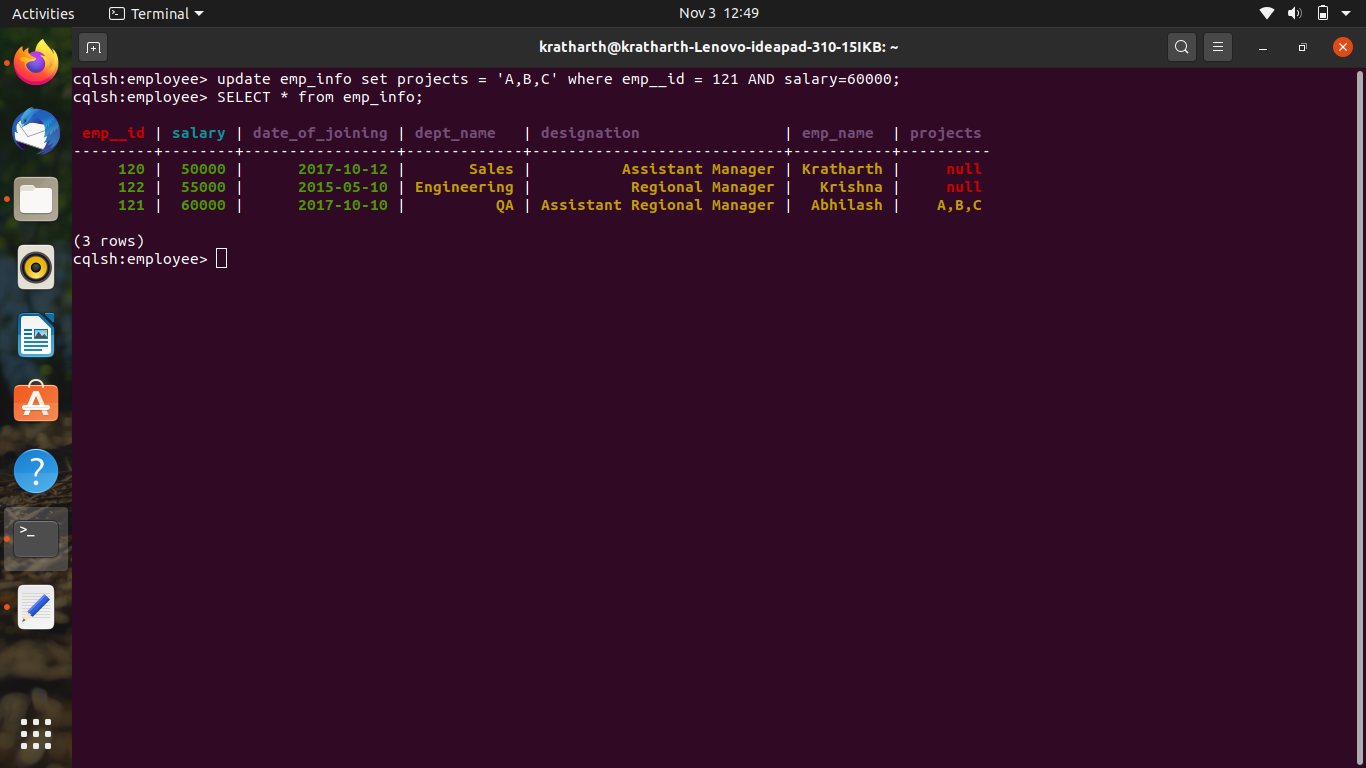 Activities Terminal Nov 3 12:49
kratharth@kratharth-Lenovo-ideapad-310-15IKB: ~
cqlsh:employee> update emp_info set projects = 'A,B,C' where emp__id = 121 AND salary=60000;
cqlsh:employee> SELECT * from emp_info;
 emp__id | salary | date_of_joining | dept_name   | designation                | emp_name  | projects
---------+--------+-----------------+-------------+----------------------------+-----------+----------
     120 |  50000 |      2017-10-12 |       Sales |          Assistant Manager | Kratharth |     null
     122 |  55000 |      2015-05-10 | Engineering |           Regional Manager |   Krishna |     null
     121 |  60000 |      2017-10-10 |          QA | Assistant Regional Manager |  Abhilash |    A,B,C
(3 rows)
cqlsh:employee>